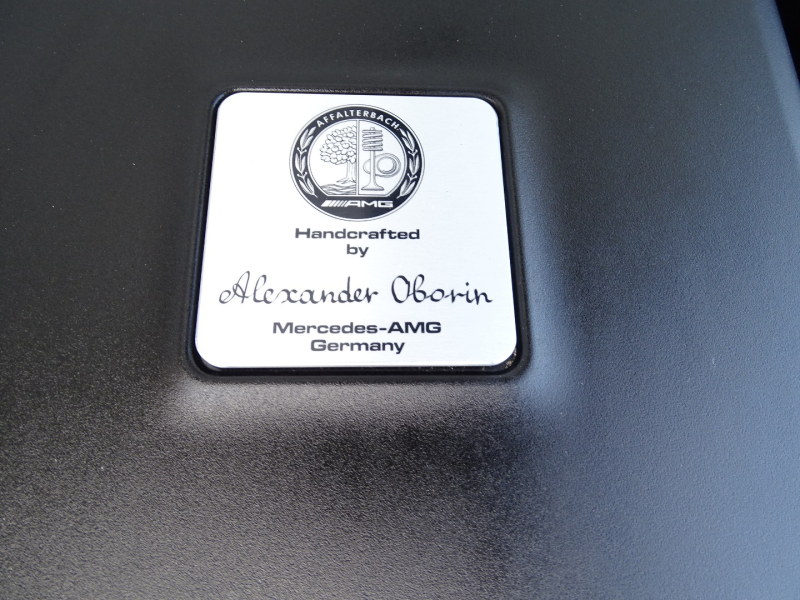 AFFALTERBACH
AMG
Handcrafted
by
Alexander Oborin
Mercedes-AMG
Germany